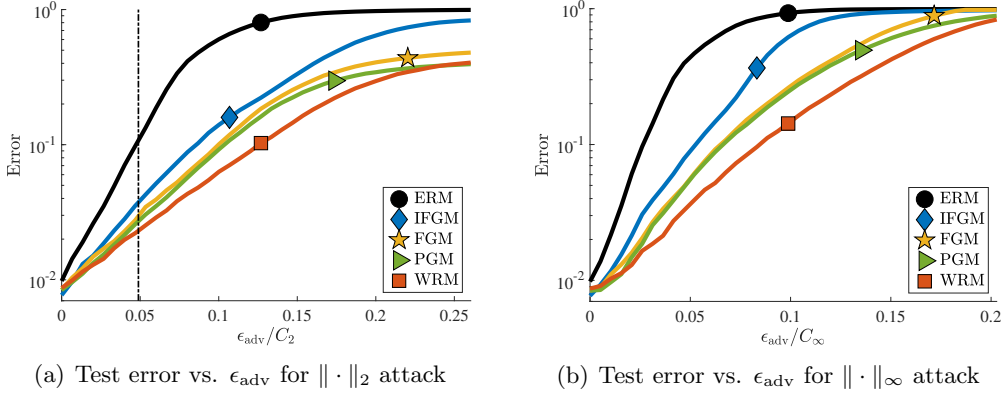 10^0
10^{-1}
10^{-2}
Error
0 0.05 0.1 0.15 0.2 0.25
ϵ_adv/C_2
ERM
IFGM
FGM
PGM
WRM
(a) Test error vs. ϵ_adv for ‖ · ‖_2 attack
10^0
10^{-1}
10^{-2}
Error
0 0.05 0.1 0.15 0.2
ϵ_adv/C_∞
ERM
IFGM
FGM
PGM
WRM
(b) Test error vs. ϵ_adv for ‖ · ‖_∞ attack